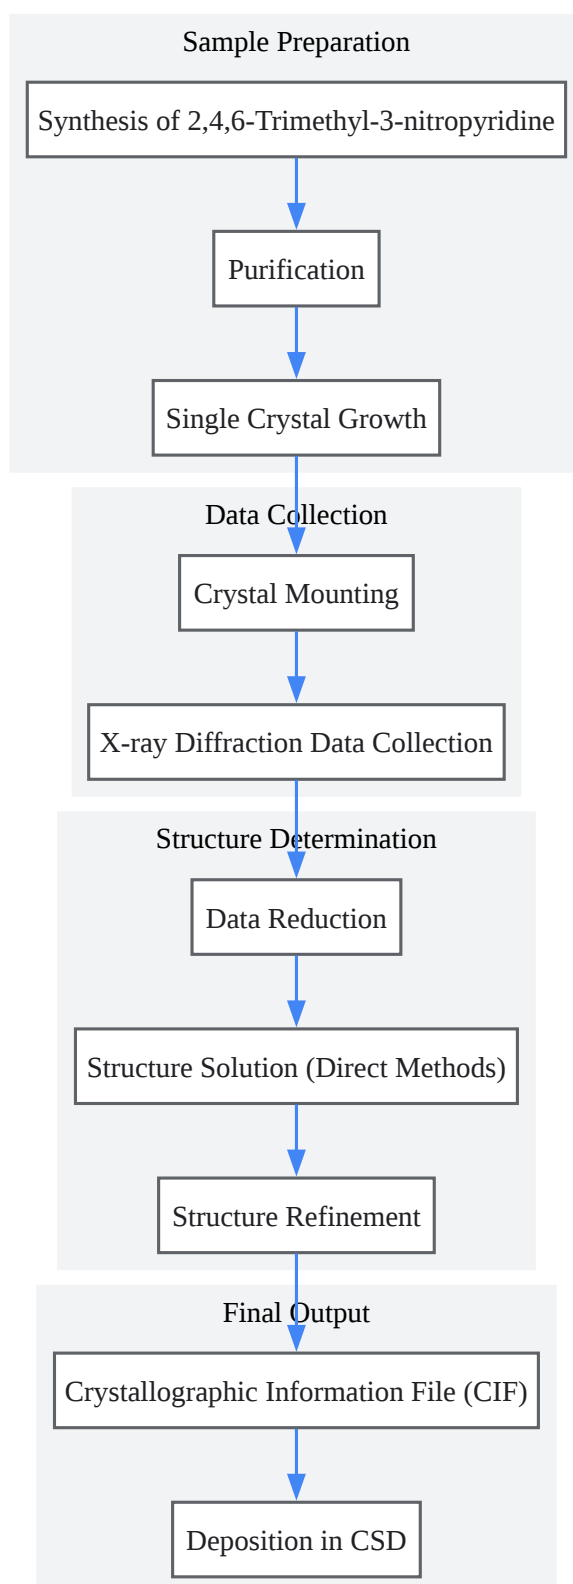 Sample Preparation
Synthesis of 2,4,6-Trimethyl-3-nitropyridine
Purification
Single Crystal Growth
Data Collection
Crystal Mounting
X-ray Diffraction Data Collection
Structure Determination
Data Reduction
Structure Solution (Direct Methods)
Structure Refinement
Final Output
Crystallographic Information File (CIF)
Deposition in CSD